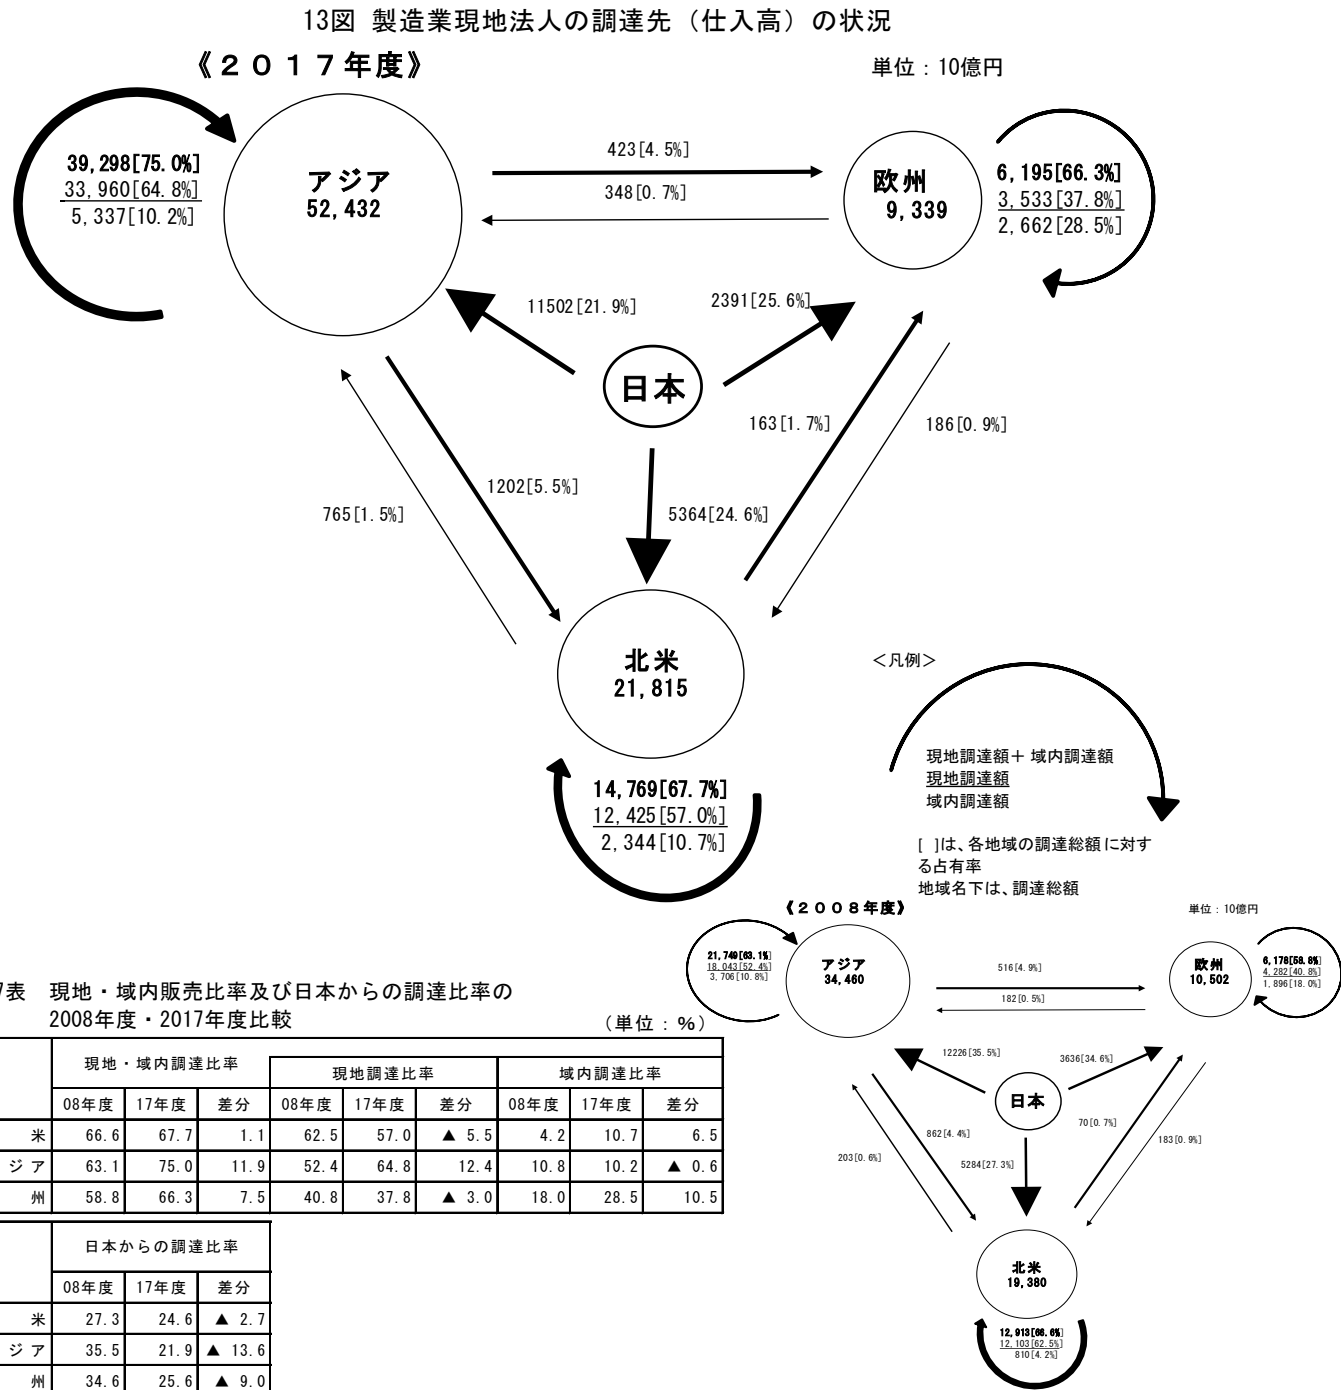 13図 製造業現地法人の調達先（仕入高）の状況
《２０１７年度》
単位：10億円
39,298[75.0%]
33,960[64.8%]
5,337[10.2%]
アジア
52,432
423[4.5%]
348[0.7%]
欧州
9,339
6,195[66.3%]
3,533[37.8%]
2,662[28.5%]
11502[21.9%]
2391[25.6%]
日本
163[1.7%]
186[0.9%]
1202[5.5%]
765[1.5%]
5364[24.6%]
北米
21,815
14,769[67.7%]
12,425[57.0%]
2,344[10.7%]
＜凡例＞
現地調達額＋域内調達額
現地調達額
域内調達額
[ ]は、各地域の調達総額に対す
る占有率
地域名下は、調達総額
《２００８年度》
単位：10億円
21,749[63.1%]
18,043[52.4%]
3,706[10.8%]
アジア
34,460
516[4.9%]
182[0.5%]
欧州
10,502
6,178[58.8%]
4,282[40.8%]
1,896[18.0%]
12226[35.5%]
3636[34.6%]
日本
862[4.4%]
70[0.7%]
203[0.6%]
5284[27.3%]
183[0.9%]
北米
19,380
12,913[66.6%]
12,103[62.5%]
810[4.2%]
7表 現地・域内販売比率及び日本からの調達比率の
2008年度・2017年度比較
（単位：％）
現地・域内調達比率
現地調達比率 域内調達比率
08年度 17年度 差分 08年度 17年度 差分 08年度 17年度 差分
米 66.6 67.7 1.1 62.5 57.0 ▲ 5.5 4.2 10.7 6.5
ジア 63.1 75.0 11.9 52.4 64.8 12.4 10.8 10.2 ▲ 0.6
州 58.8 66.3 7.5 40.8 37.8 ▲ 3.0 18.0 28.5 10.5
日本からの調達比率
08年度 17年度 差分
米 27.3 24.6 ▲ 2.7
ジア 35.5 21.9 ▲ 13.6
州 34.6 25.6 ▲ 9.0